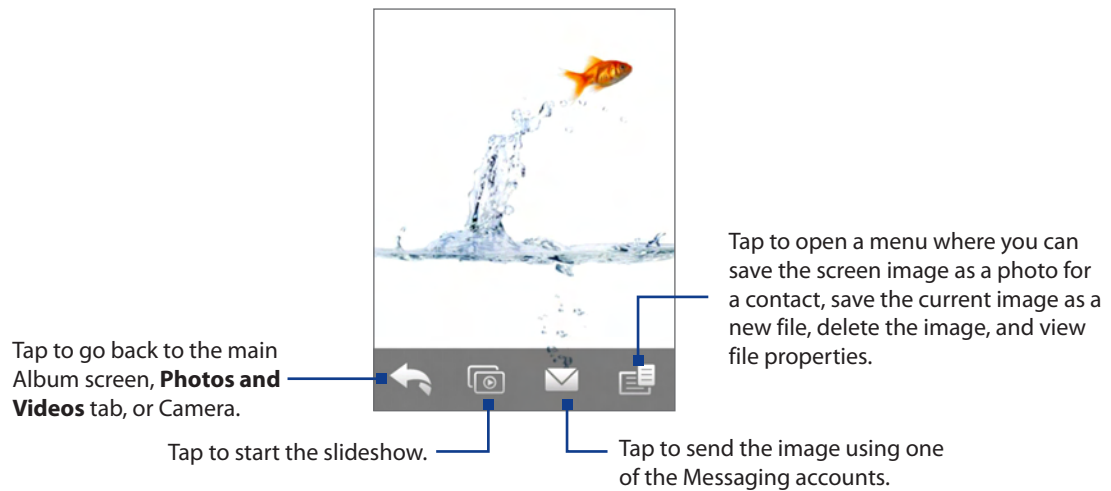 Tap to open a menu where you can
save the screen image as a photo for
a contact, save the current image as a
new file, delete the image, and view
file properties.
Tap to go back to the main
Album screen, Photos and
Videos tab, or Camera.
Tap to start the slideshow.
Tap to send the image using one
of the Messaging accounts.